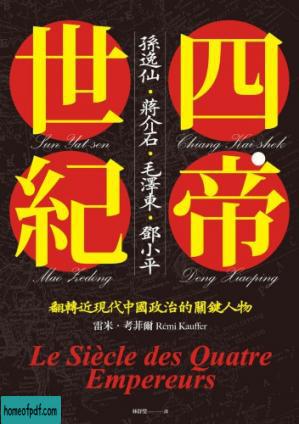 四帝世紀
孫逸仙・蔣介石・毛澤東・鄧小平
Sun Yat-sen
Chiang Kai-shek
Mao Zedong
Deng Xiaoping
翻轉近現代中國政治的關鍵人物
雷米・考菲爾 Rémi Kauffer
Le Siècle des Quatre
Empereurs
homeofpdf.com